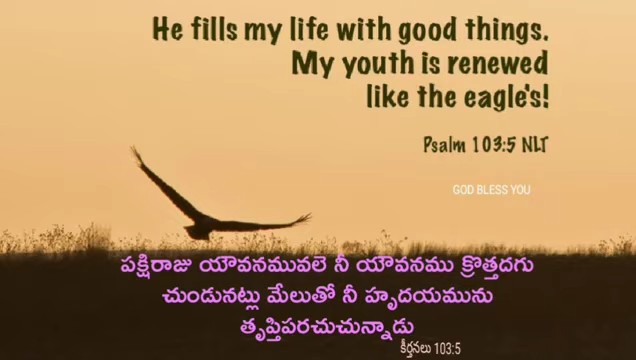 He fills my life with good things.
My youth is renewed
like the eagle's!
Psalm 103:5 NLT
GOD BLESS YOU
పక్షిరాజు యౌవనమువలె నీ యౌవనము క్రొత్తదగు
చుండునట్లు మేలుతో నీ హృదయమును
తృప్తిపరచుచున్నాడు
కీర్తనలు 103:5